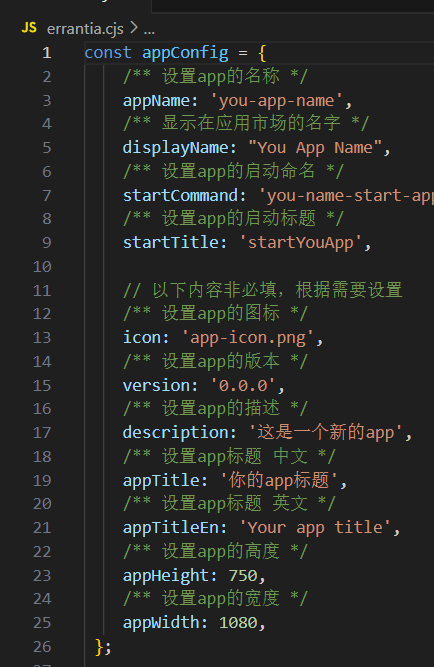 JS errantia.cjs > ...
1 const appConfig = {
2 /** 设置app的名称 */
3 appName: 'you-app-name',
4 /** 显示在应用市场的名字 */
5 displayName: "You App Name",
6 /** 设置app的启动命名 */
7 startCommand: 'you-name-start-app
8 /** 设置app的启动标题 */
9 startTitle: 'startYouApp',
10
11 // 以下内容非必填，根据需要设置
12 /** 设置app的图标 */
13 icon: 'app-icon.png',
14 /** 设置app的版本 */
15 version: '0.0.0',
16 /** 设置app的描述 */
17 description: '这是一个新的app',
18 /** 设置app标题 中文 */
19 appTitle: '你的app标题',
20 /** 设置app标题 英文 */
21 appTitleEn: 'Your app title',
22 /** 设置app的高度 */
23 appHeight: 750,
24 /** 设置app的宽度 */
25 appWidth: 1080,
26 };